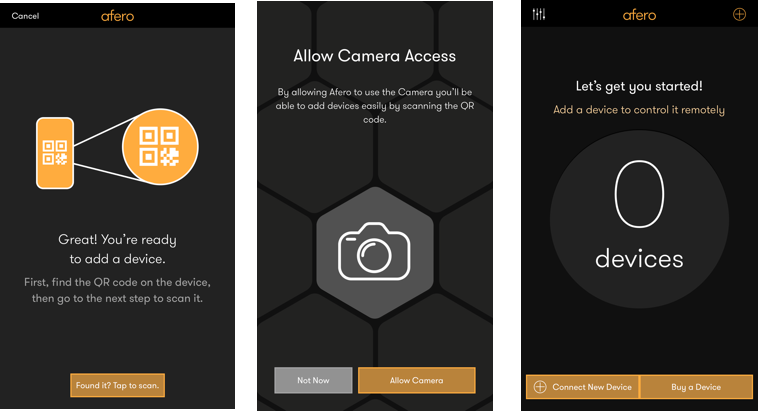 Cancel
afero
Great! You're ready
to add a device.
First, find the QR code on the device,
then go to the next step to scan it.
Found it? Tap to scan.
Allow Camera Access
By allowing Afero to use the Camera you'll be
able to add devices easily by scanning the QR
code.
Not Now
Allow Camera
afero
Let's get you started!
Add a device to control it remotely
0
devices
Connect New Device
Buy a Device